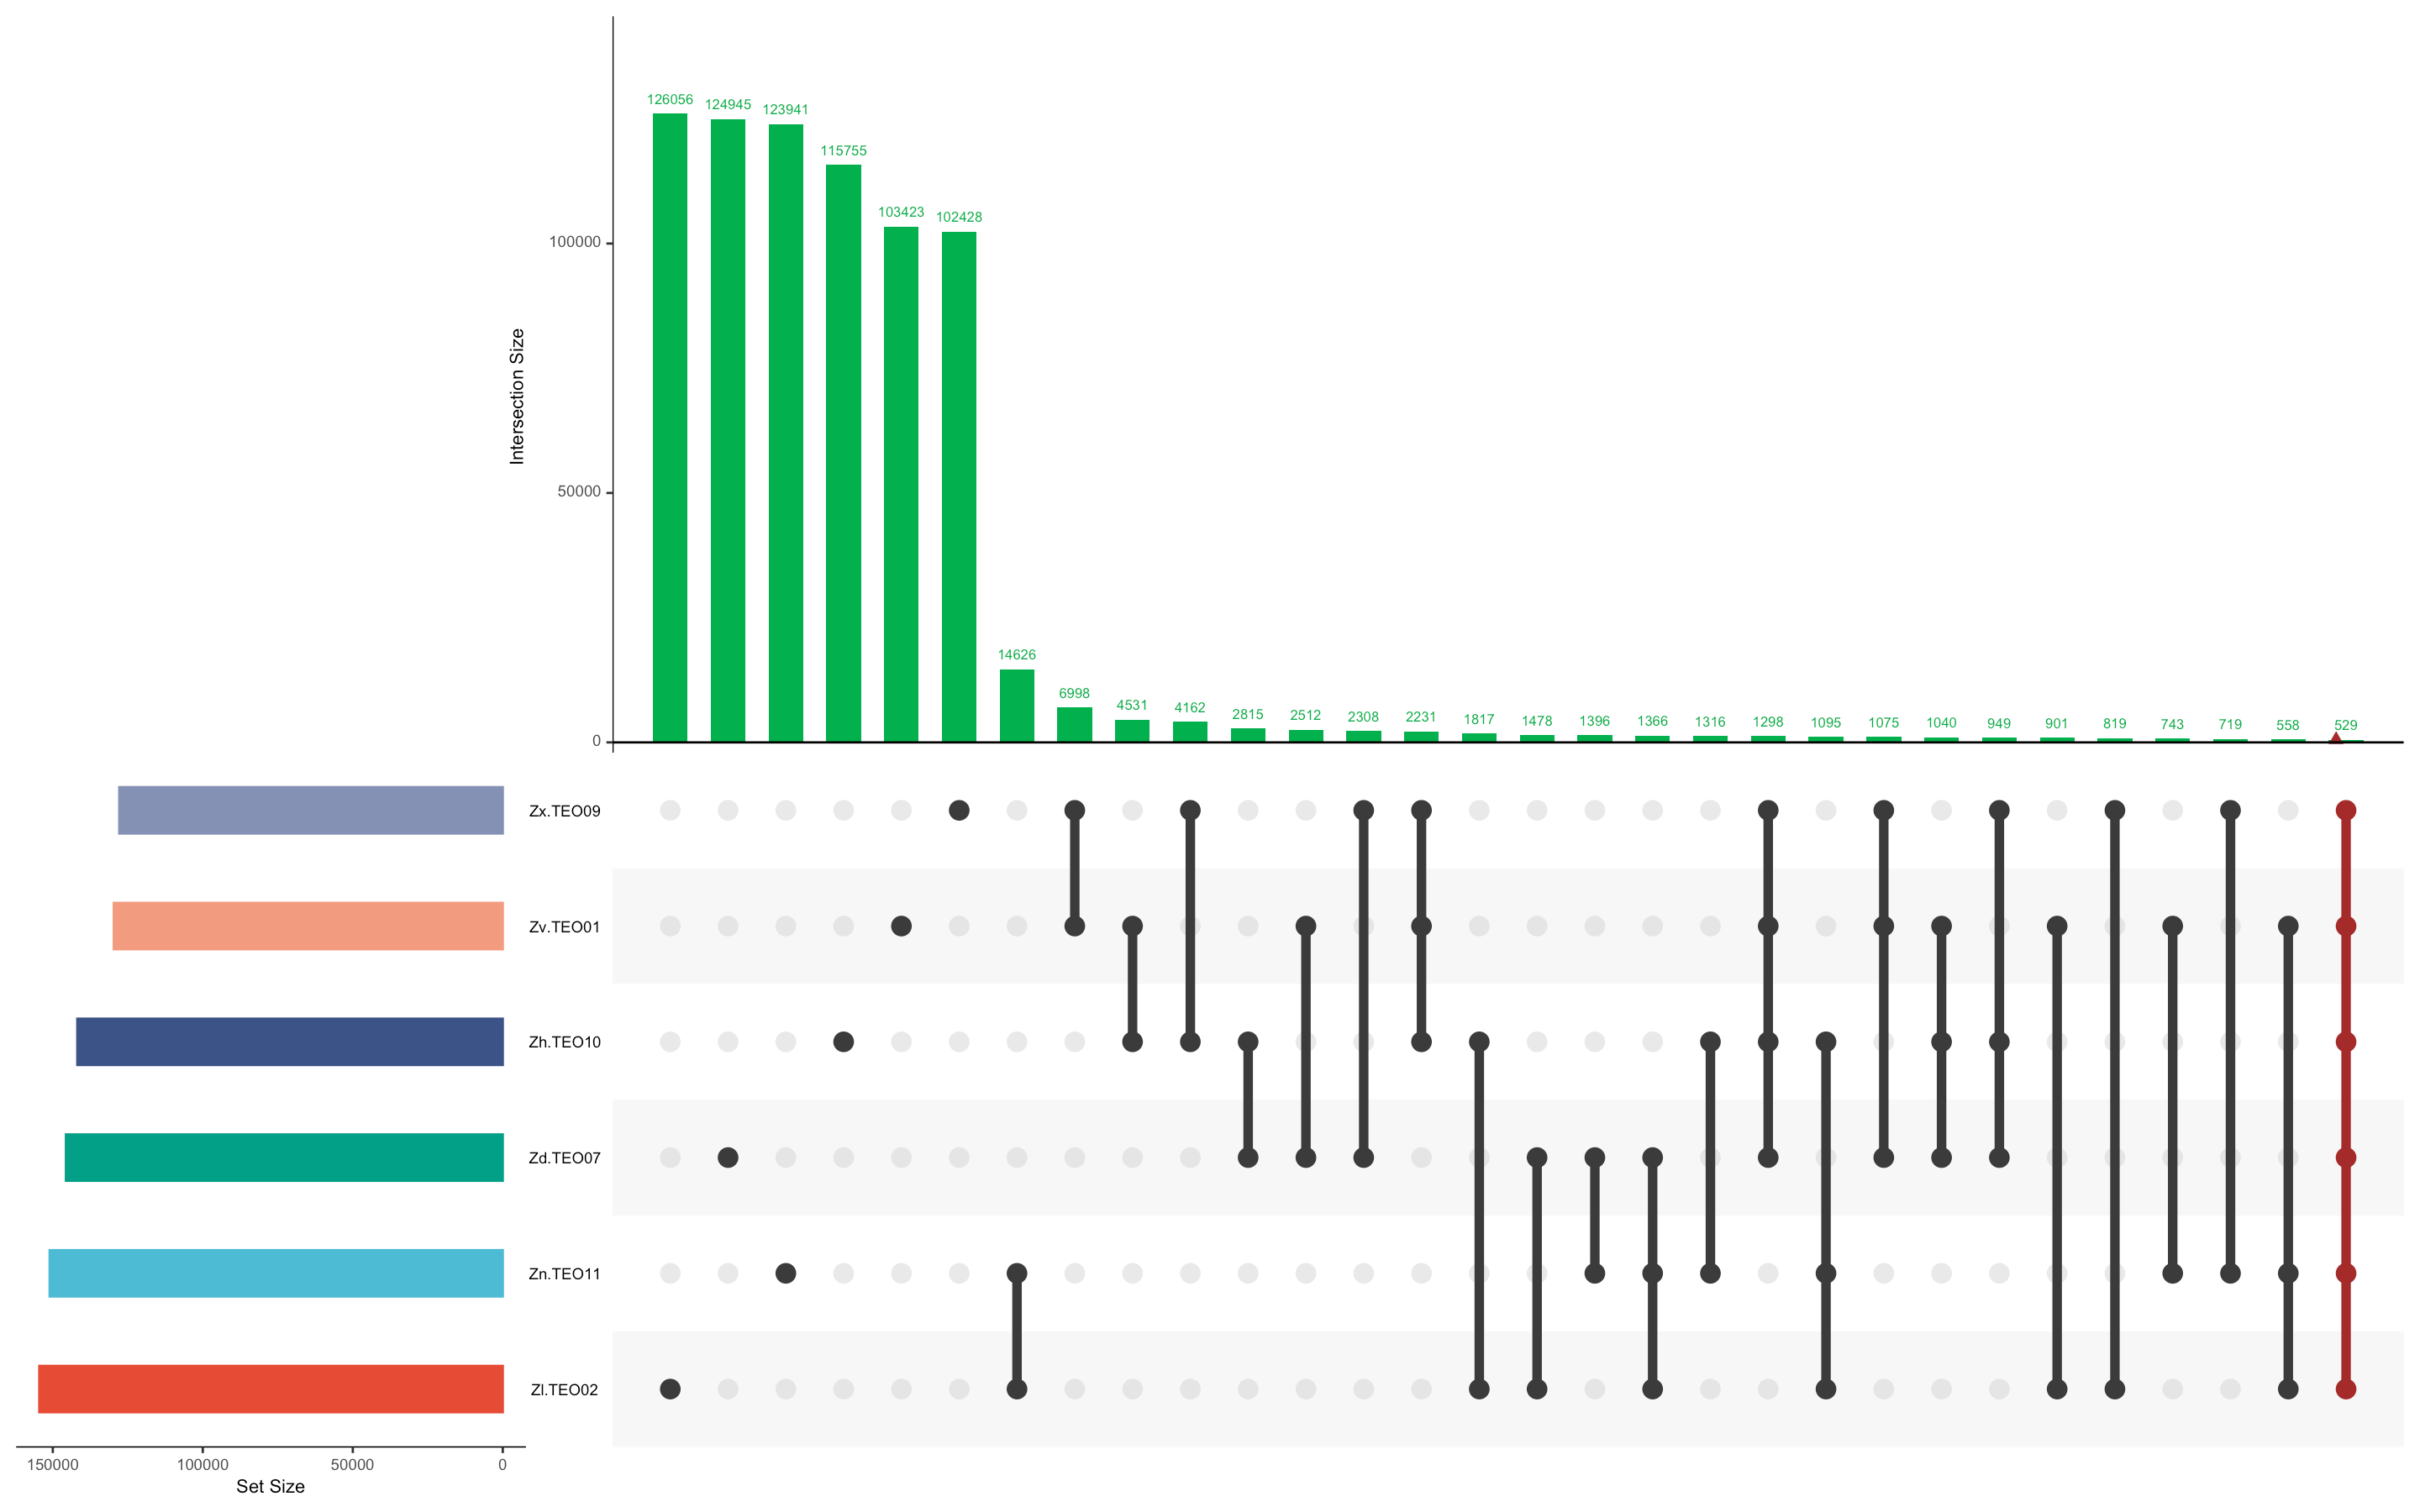 126056 124945 123941
115755
103423 102428
100000
Intersection Size
50000
14626
6998
4531 4162 2815 2512 2308 2231 1817 1478 1396 1366 1316 1298 1095 1075 1040 949 901 819 743 719 558 529
0
Zx.TEO09
Zv.TEO01
Zh.TEO10
Zd.TEO07
Zn.TEO11
Zl.TEO02
150000 100000 50000 0
Set Size